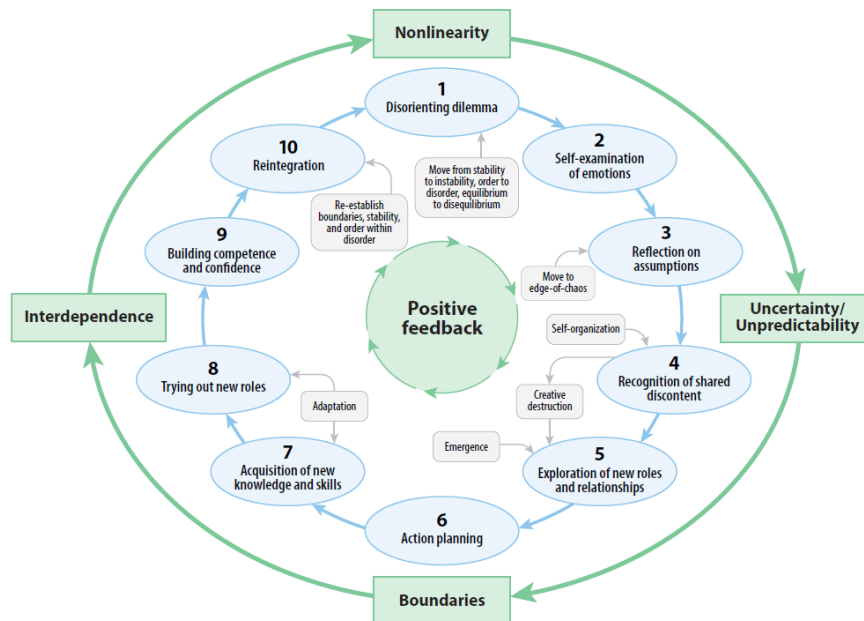 Nonlinearity
1
Disorienting dilemma
2
Self-examination
of emotions
Move from stability
to instability, order to
disorder, equilibrium
to disequilibrium
10
Reintegration
Re-establish
boundaries, stability,
and order within
disorder
3
Reflection on
assumptions
Move to
edge-of-chaos
9
Building competence
and confidence
Positive
feedback
Interdependence
Uncertainty/
Unpredictability
Self-organization
4
Recognition of shared
discontent
8
Trying out new roles
Adaptation
Creative
destruction
Emergence
5
Exploration of new roles
and relationships
7
Acquisition of new
knowledge and skills
6
Action planning
Boundaries